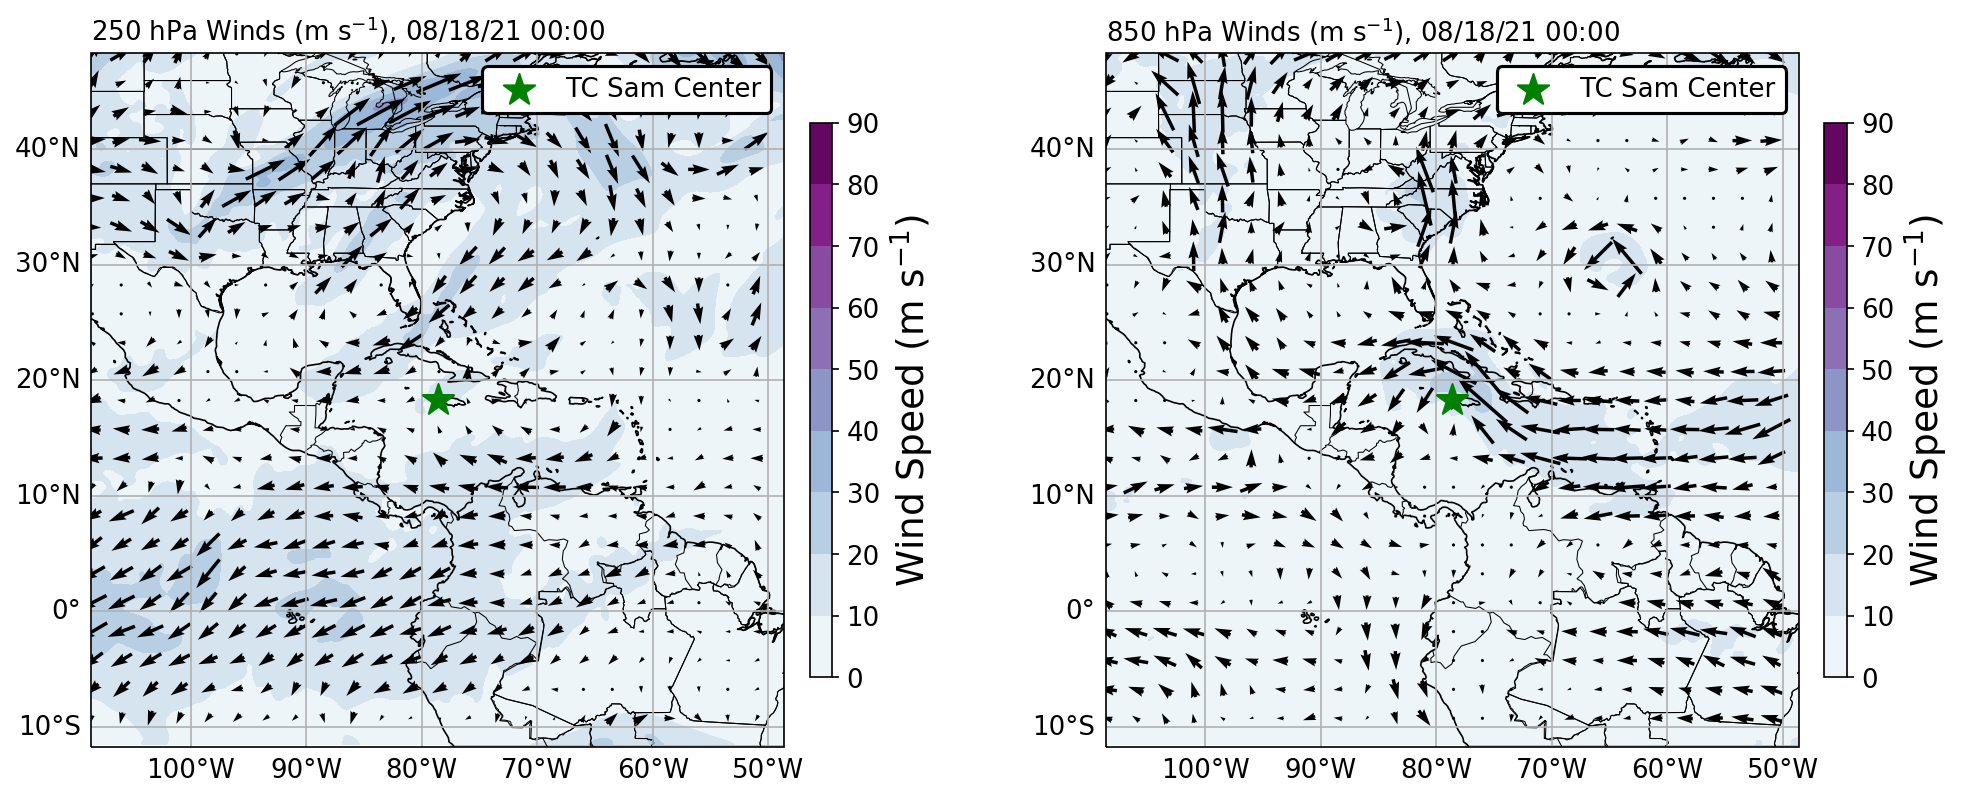 250 hPa Winds (m s⁻¹), 08/18/21 00:00
TC Sam Center
40°N
30°N
20°N
10°N
0°
10°S
100°W 90°W 80°W 70°W 60°W 50°W
90
80
70
60
50
40
30
20
10
0
Wind Speed (m s⁻¹)
850 hPa Winds (m s⁻¹), 08/18/21 00:00
TC Sam Center
40°N
30°N
20°N
10°N
0°
10°S
100°W 90°W 80°W 70°W 60°W 50°W
90
80
70
60
50
40
30
20
10
0
Wind Speed (m s⁻¹)